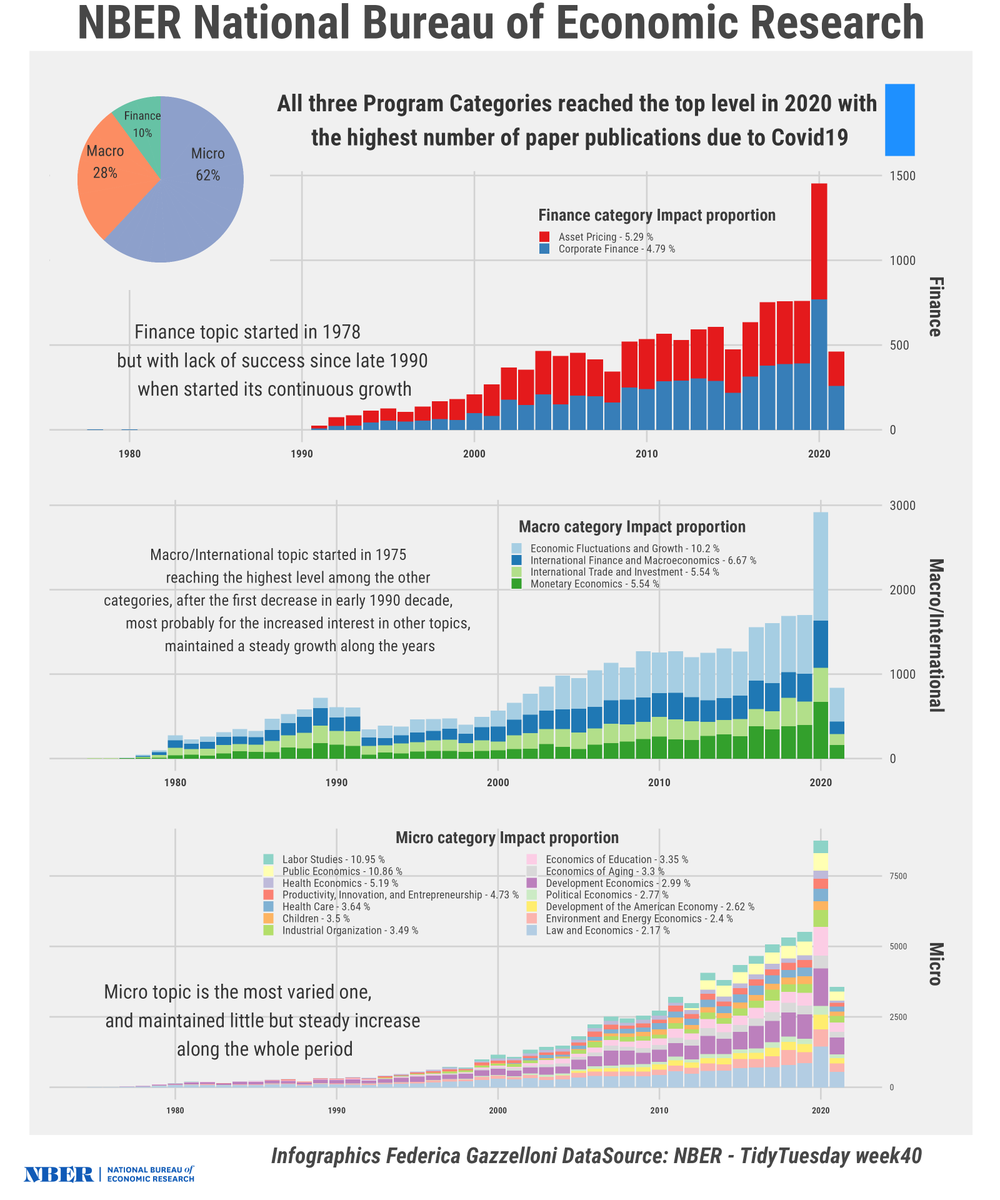 NBER National Bureau of Economic Research
All three Program Categories reached the top level in 2020 with
the highest number of paper publications due to Covid19
Finance
10%
Macro
28%
Micro
62%
1500
1000
500
0
Finance
Finance category Impact proportion
Asset Pricing - 5.29 %
Corporate Finance - 4.79 %
Finance topic started in 1978
but with lack of success since late 1990
when started its continuous growth
1980 1990 2000 2010 2020
3000
2000
1000
0
Macro/International
Macro category Impact proportion
Economic Fluctuations and Growth - 10.2 %
International Finance and Macroeconomics - 6.67 %
International Trade and Investment - 5.54 %
Monetary Economics - 5.54 %
Macro/International topic started in 1975
reaching the highest level among the other
categories, after the first decrease in early 1990 decade,
most probably for the increased interest in other topics,
maintained a steady growth along the years
1980 1990 2000 2010 2020
Micro category Impact proportion
Labor Studies - 10.95 %
Public Economics - 10.86 %
Health Economics - 5.19 %
Productivity, Innovation, and Entrepreneurship - 4.73 %
Health Care - 3.64 %
Children - 3.5 %
Industrial Organization - 3.49 %
Economics of Education - 3.35 %
Economics of Aging - 3.3 %
Development Economics - 2.99 %
Political Economics - 2.77 %
Development of the American Economy - 2.62 %
Environment and Energy Economics - 2.4 %
Law and Economics - 2.17 %
7500
5000
2500
0
Micro
Micro topic is the most varied one,
and maintained little but steady increase
along the whole period
1980 1990 2000 2010 2020
Infographics Federica Gazzelloni DataSource: NBER - TidyTuesday week40
NBER
NATIONAL BUREAU of
ECONOMIC RESEARCH